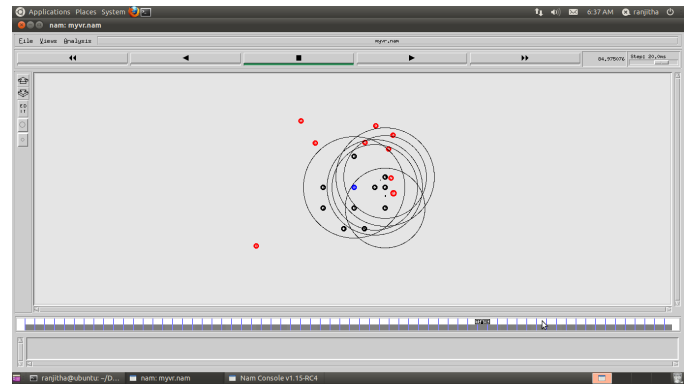 Applications Places System
6:37 AM ranjitha
nam: myvr.nam
File Views Analysis
myvr.nam
84.978076
Step: 20.0ms
ranjitha@ubuntu: ~/D...
nam: myvr.nam
Nam Console v1.15-RC4